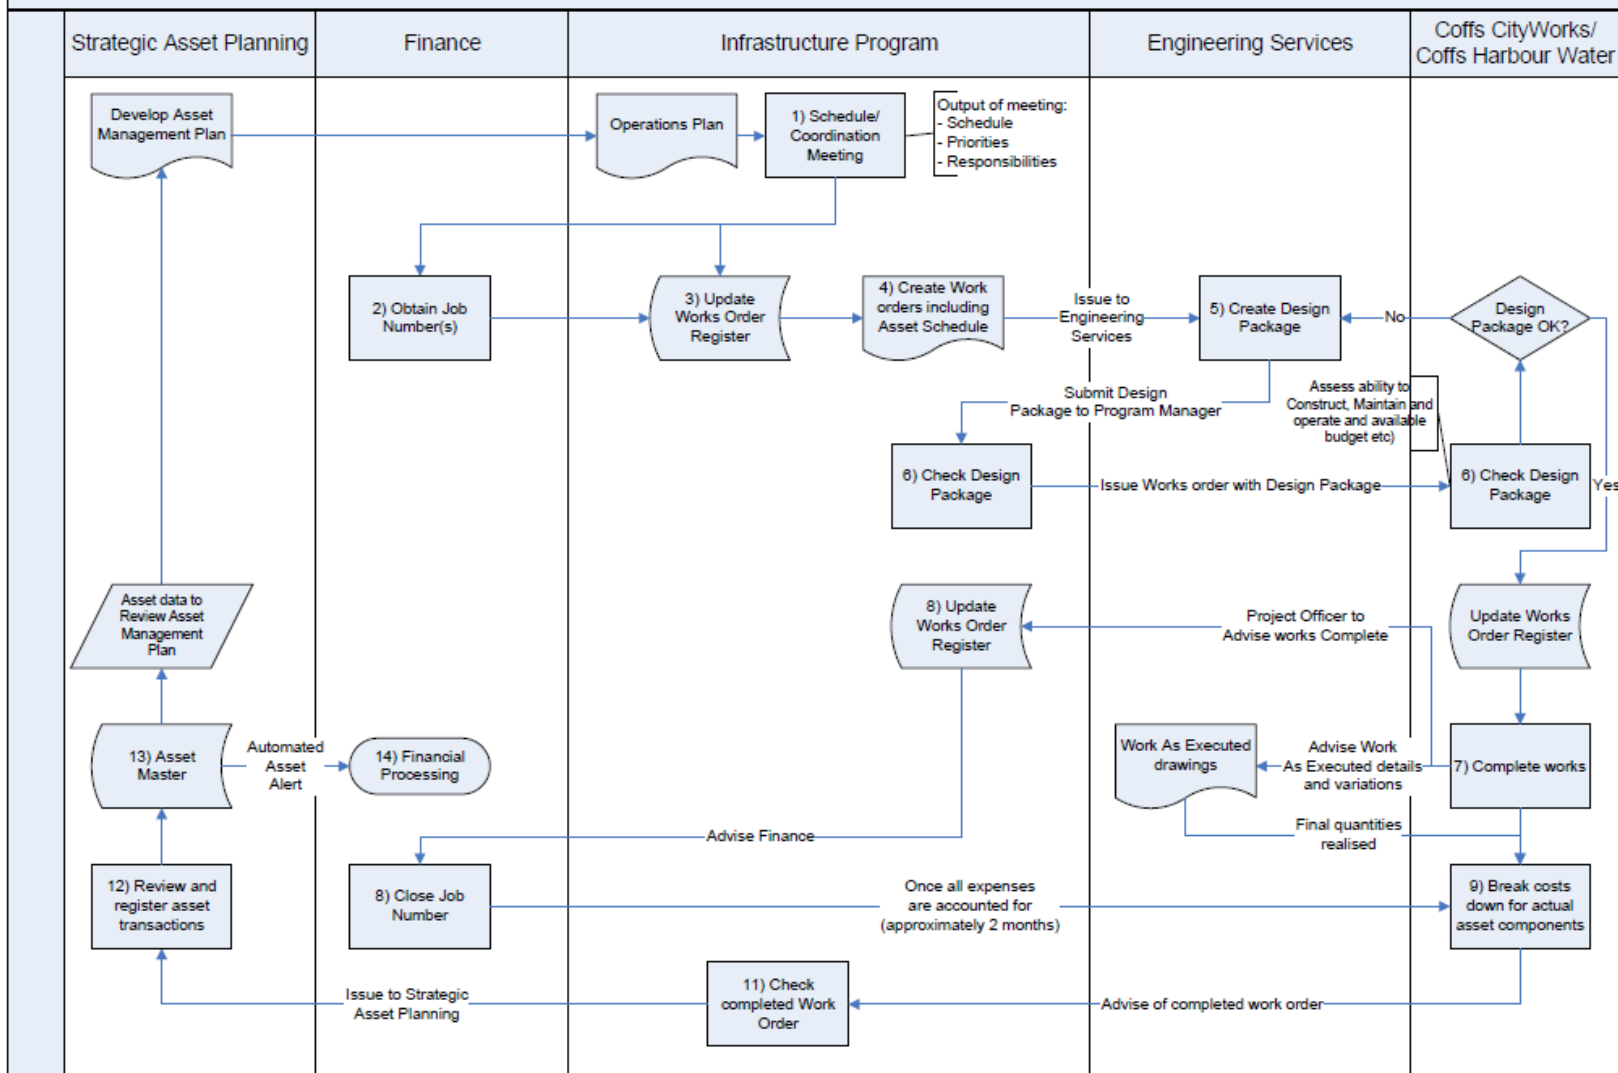 Strategic Asset Planning
Finance
Infrastructure Program
Engineering Services
Coffs CityWorks/
Coffs Harbour Water
Develop Asset
Management Plan
Operations Plan
1) Schedule/
Coordination
Meeting
Output of meeting:
- Schedule
- Priorities
- Responsibilities
2) Obtain Job
Number(s)
3) Update
Works Order
Register
4) Create Work
orders including
Asset Schedule
Issue to
Engineering
Services
5) Create Design
Package
No
Design
Package OK?
Submit Design
Package to Program Manager
Assess ability to
Construct, Maintain and
operate and available
budget etc)
6) Check Design
Package
Issue Works order with Design Package
6) Check Design
Package
Yes
Asset data to
Review Asset
Management
Plan
8) Update
Works Order
Register
Project Officer to
Advise works Complete
Update Works
Order Register
13) Asset
Master
Automated
Asset
Alert
14) Financial
Processing
Work As Executed
drawings
Advise Work
As Executed details
and variations
7) Complete works
Advise Finance
Final quantities
realised
12) Review and
register asset
transactions
8) Close Job
Number
Once all expenses
are accounted for
(approximately 2 months)
9) Break costs
down for actual
asset components
Issue to Strategic
Asset Planning
11) Check
completed Work
Order
Advise of completed work order